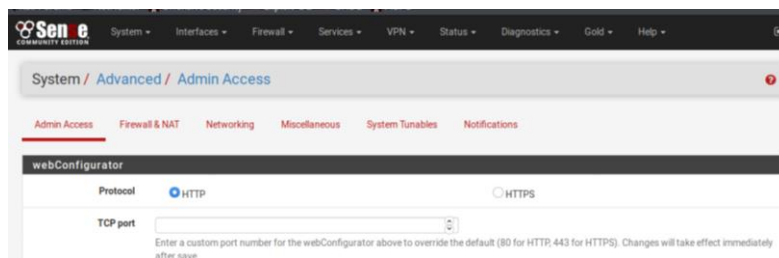 Sense
COMMUNITY EDITION
System Interfaces Firewall Services VPN Status Diagnostics Gold Help
System / Advanced / Admin Access
Admin Access Firewall & NAT Networking Miscellaneous System Tunables Notifications
webConfigurator
Protocol HTTP HTTPS
TCP port
Enter a custom port number for the webConfigurator above to override the default (80 for HTTP, 443 for HTTPS). Changes will take effect immediately
after save.